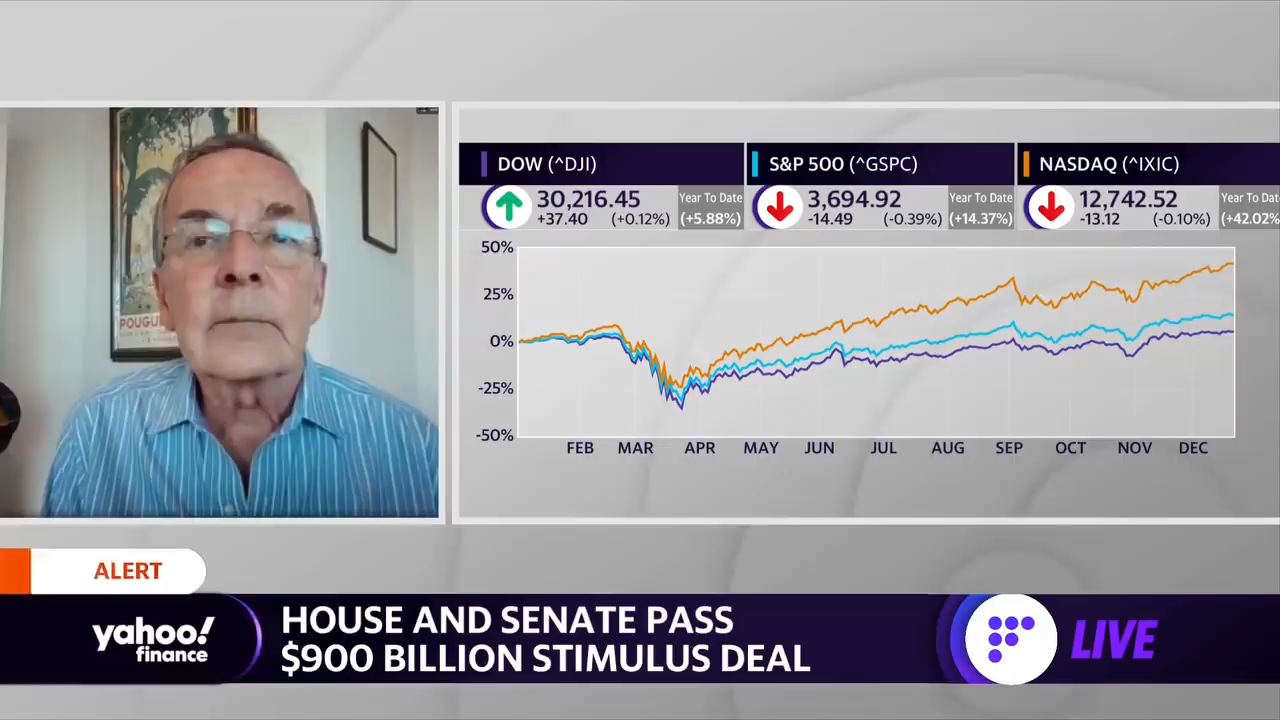 POUGU
DOW (^DJI)
30,216.45
+37.40 (+0.12%)
Year To Date
(+5.88%)
S&P 500 (^GSPC)
3,694.92
-14.49 (-0.39%)
Year To Date
(+14.37%)
NASDAQ (^IXIC)
12,742.52
-13.12 (-0.10%)
Year To Dat
(+42.02%
50%
25%
0%
-25%
-50%
FEB MAR APR MAY JUN JUL AUG SEP OCT NOV DEC
ALERT
yahoo!
finance
HOUSE AND SENATE PASS
$900 BILLION STIMULUS DEAL
LIVE